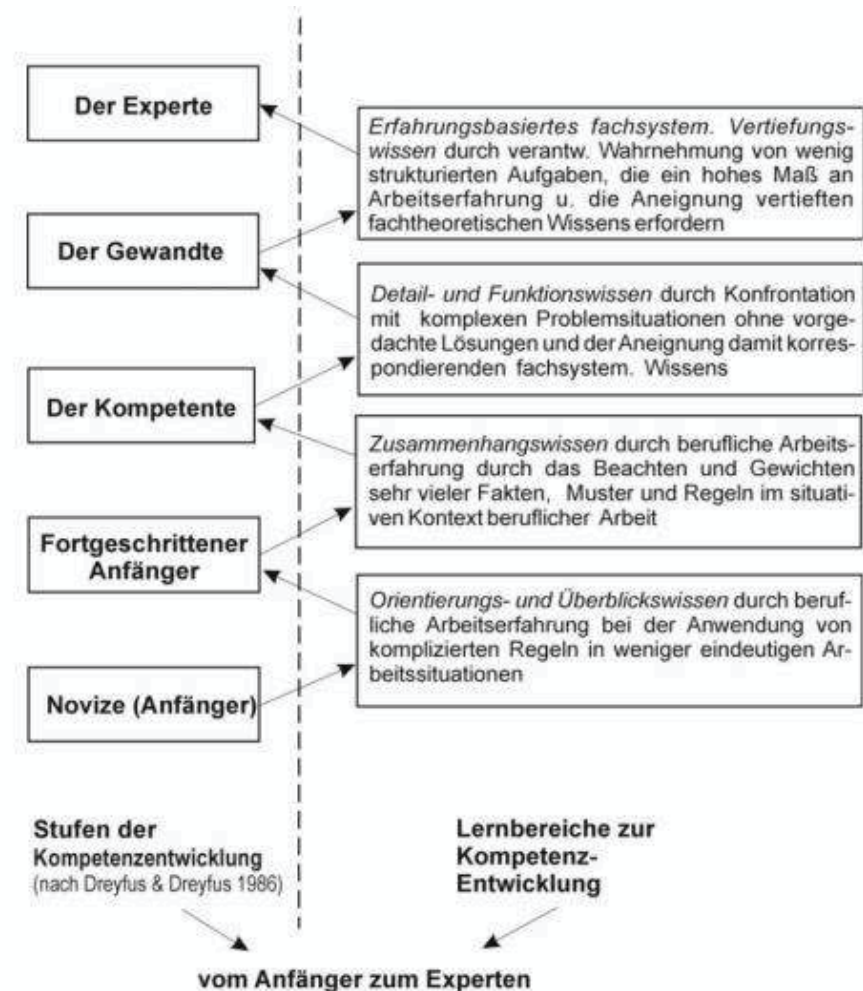 Der Experte
Erfahrungsbasiertes fachsystem. Vertiefungs-
wissen durch verantw. Wahrnehmung von wenig
strukturierten Aufgaben, die ein hohes Maß an
Arbeitserfahrung u. die Aneignung vertieften
fachtheoretischen Wissens erfordern
Der Gewandte
Detail- und Funktionswissen durch Konfrontation
mit komplexen Problemsituationen ohne vorge-
dachte Lösungen und der Aneignung damit korres-
pondierenden fachsystem. Wissens
Der Kompetente
Zusammenhangswissen durch berufliche Arbeits-
erfahrung durch das Beachten und Gewichten
sehr vieler Fakten, Muster und Regeln im situati-
ven Kontext beruflicher Arbeit
Fortgeschrittener
Anfänger
Orientierungs- und Überblickswissen durch beruf-
liche Arbeitserfahrung bei der Anwendung von
komplizierten Regeln in weniger eindeutigen Ar-
beitssituationen
Novize (Anfänger)
Stufen der
Kompetenzentwicklung
(nach Dreyfus & Dreyfus 1986)
Lernbereiche zur
Kompetenz-
Entwicklung
vom Anfänger zum Experten